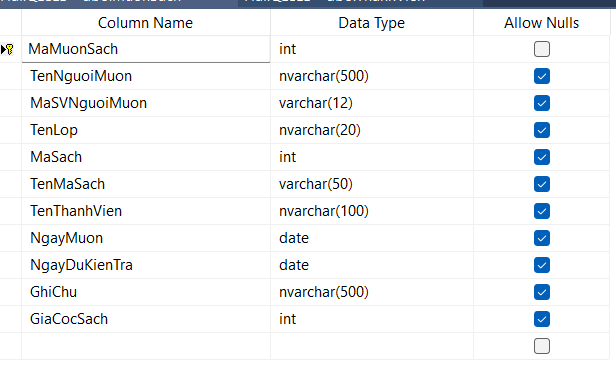 Column Name Data Type Allow Nulls
MaMuonSach int
TenNguoiMuon nvarchar(500)
MaSVNguoiMuon varchar(12)
TenLop nvarchar(20)
MaSach int
TenMaSach varchar(50)
TenThanhVien nvarchar(100)
NgayMuon date
NgayDuKienTra date
GhiChu nvarchar(500)
GiaCocSach int